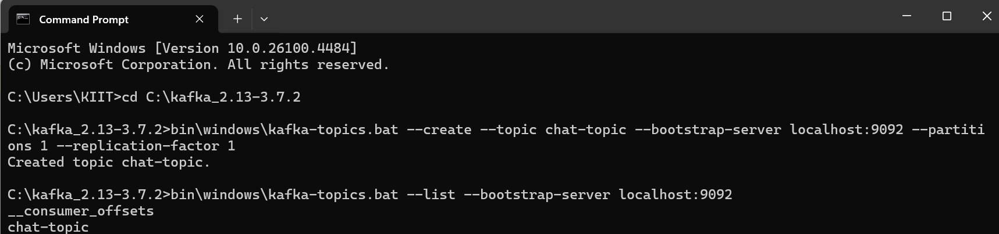 Command Prompt
Microsoft Windows [Version 10.0.26100.4484]
(c) Microsoft Corporation. All rights reserved.
C:\Users\KIIT>cd C:\kafka_2.13-3.7.2
C:\kafka_2.13-3.7.2>bin\windows\kafka-topics.bat --create --topic chat-topic --bootstrap-server localhost:9092 --partiti
ons 1 --replication-factor 1
Created topic chat-topic.
C:\kafka_2.13-3.7.2>bin\windows\kafka-topics.bat --list --bootstrap-server localhost:9092
__consumer_offsets
chat-topic